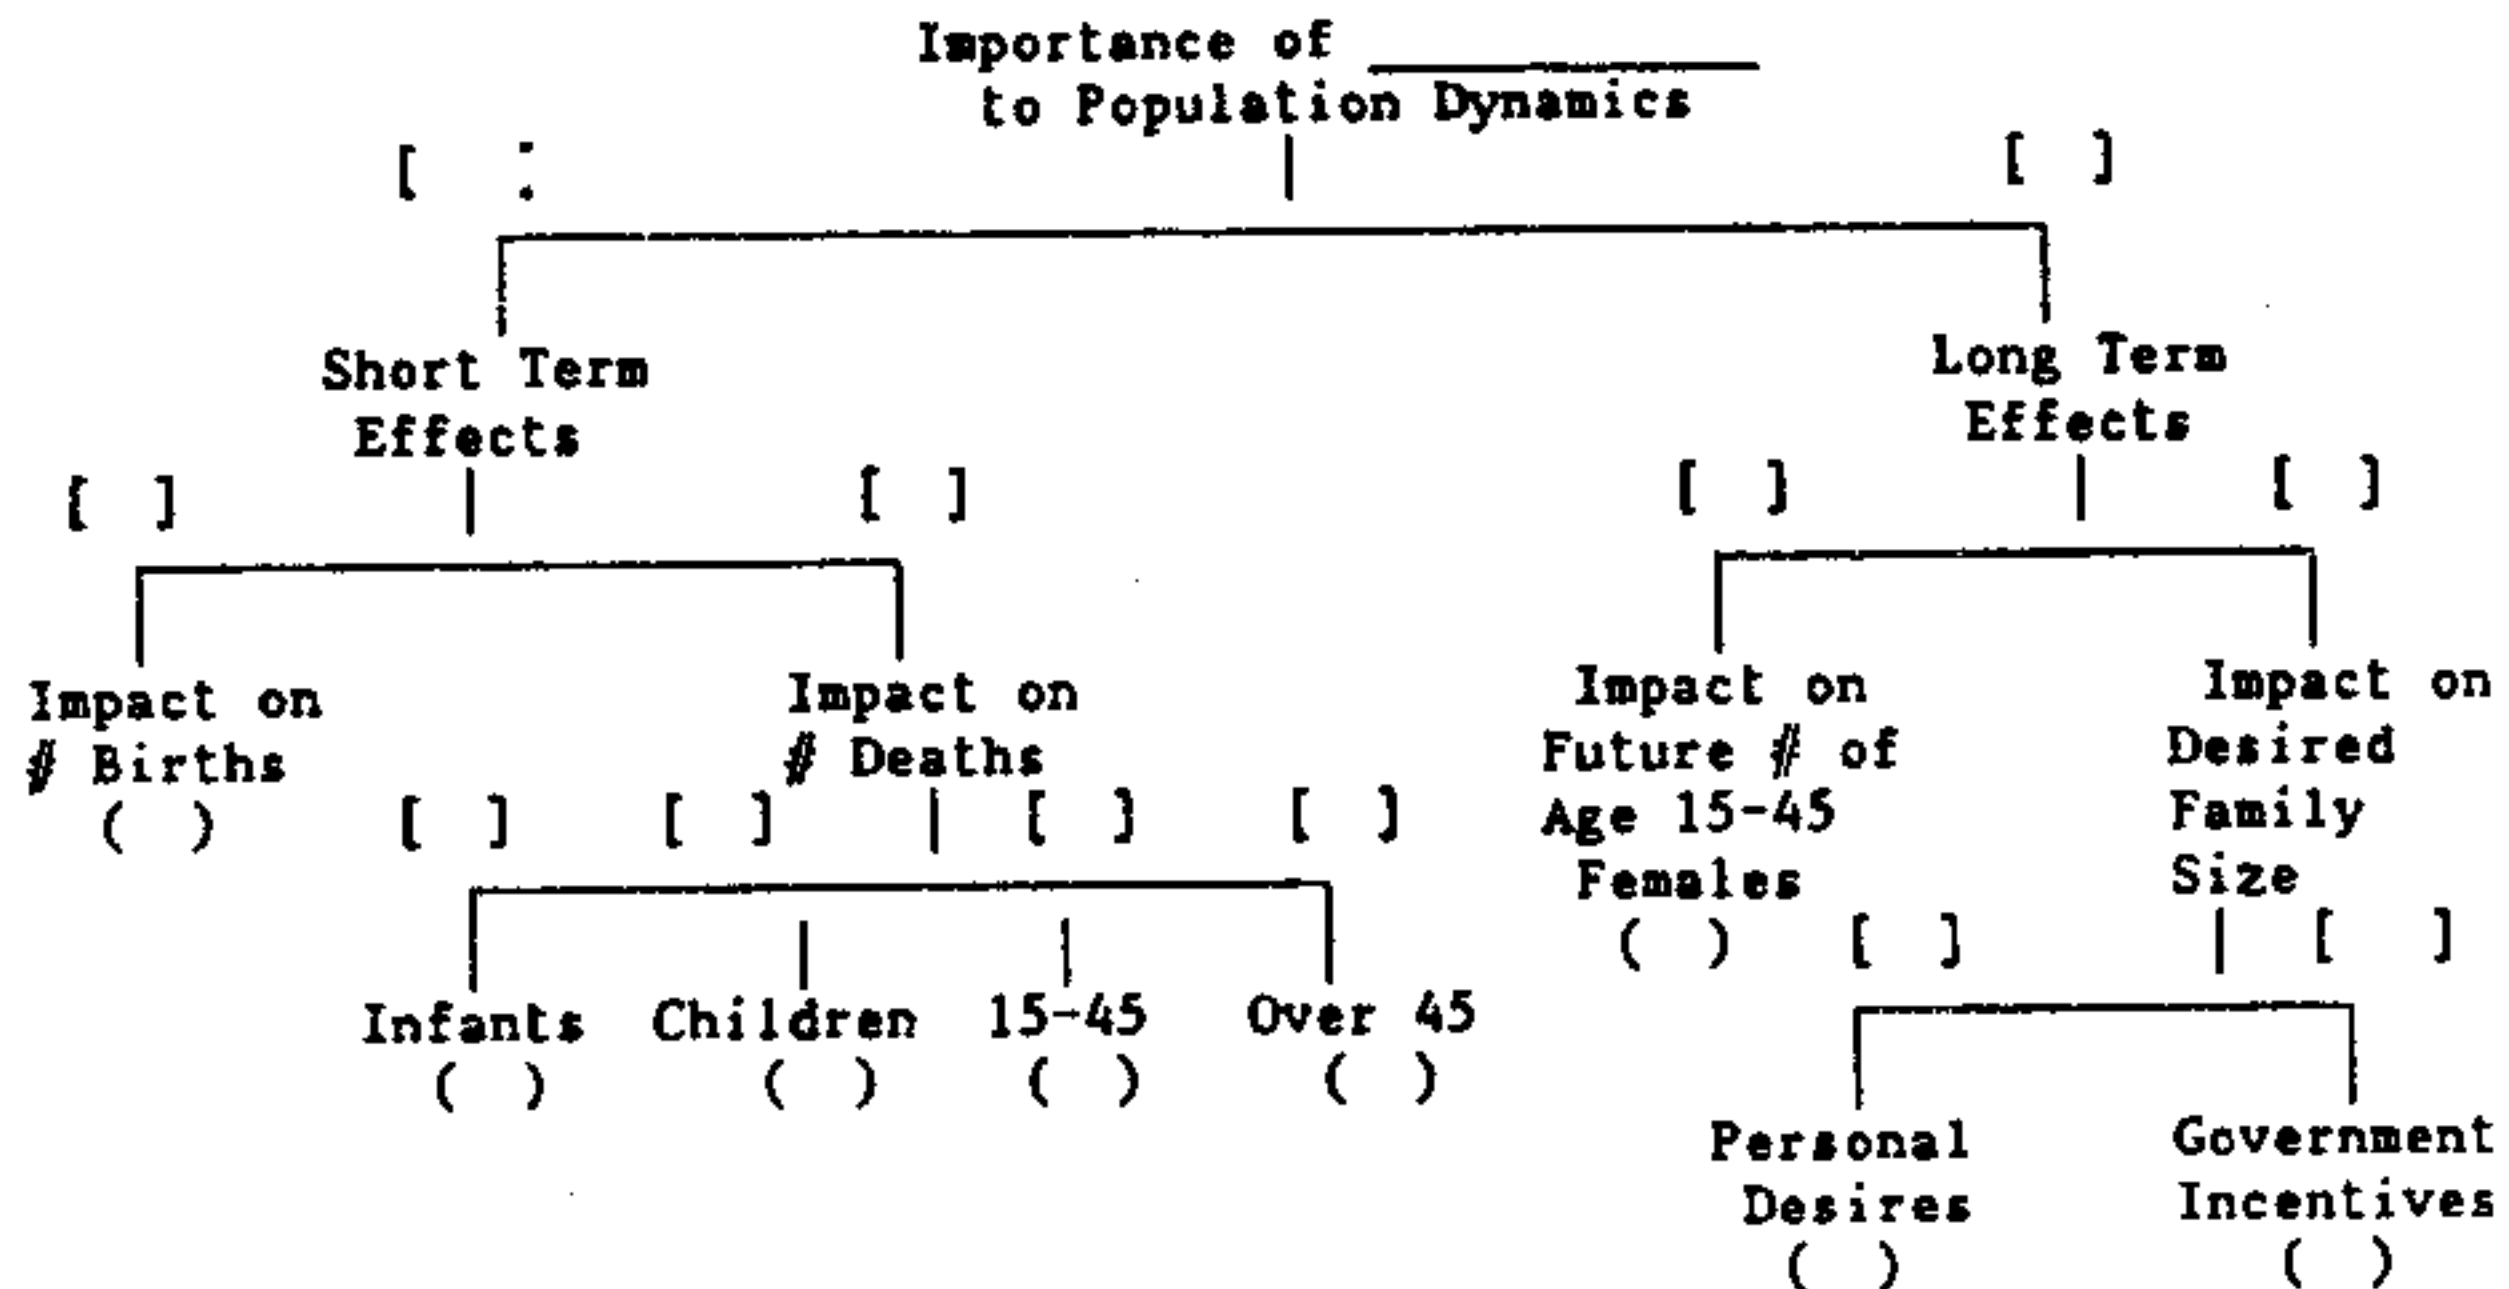 Importance of ___________
to Population Dynamics
[ ] [ ]
Short Term Long Term
Effects Effects
[ ] [ ] [ ] [ ]
Impact on Impact on Impact on Impact on
# Births # Deaths Future # of Desired
( ) [ ] [ ] [ ] [ ] Age 15-45 Family
Females Size
( ) [ ] [ ]
Infants Children 15-45 Over 45
( ) ( ) ( ) ( )
Personal Government
Desires Incentives
( ) ( )